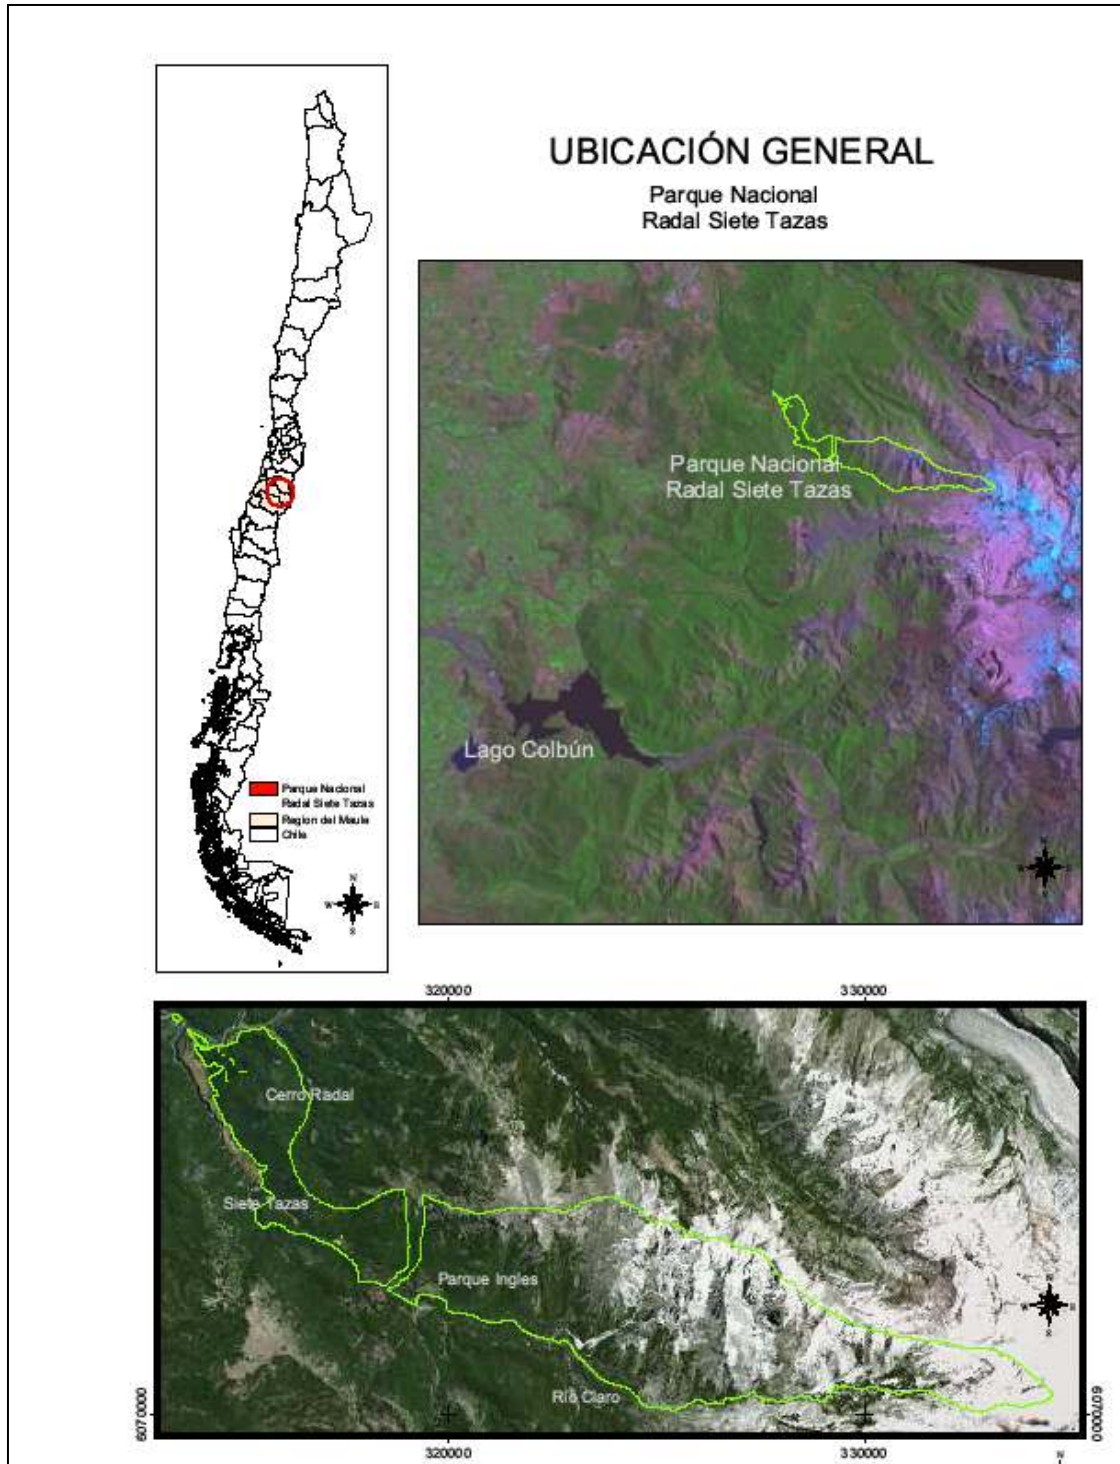 UBICACIÓN GENERAL
Parque Nacional
Radal Siete Tazas
Parque Nacional
Radal Siete Tazas
Lago Colbún
Parque Nacional
Radal Siete Tazas
Region del Maule
Chile
N
W
S
320000
330000
Cerro Radal
Siete Tazas
Parque Ingles
Río Claro
6070000
6070000
320000
330000
N